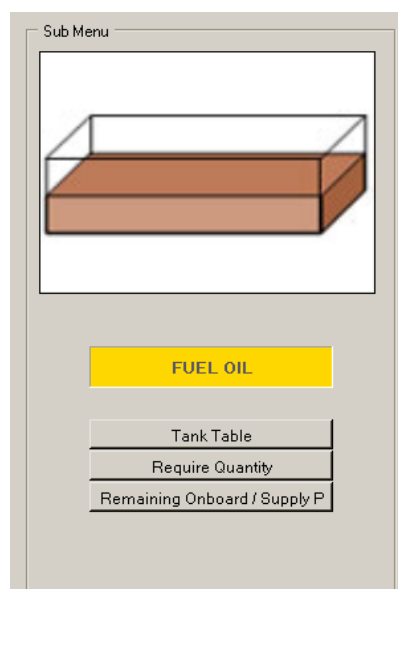 Sub Menu
FUEL OIL
Tank Table
Require Quantity
Remaining Onboard / Supply P